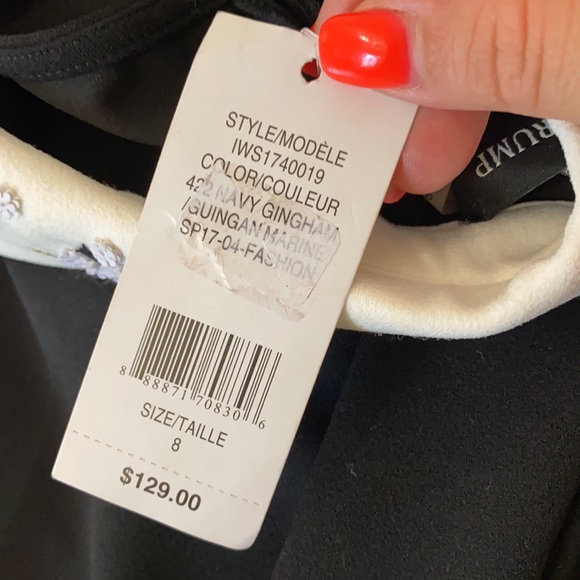 STYLE/MODÈLE
IWS1740019
COLOR/COULEUR
422 NAVY GINGHAM
/GUINGAN MARINE
SP17-04-FASHION
8 88871 70830 6
SIZE/TAILLE
8
$129.00
RUMP